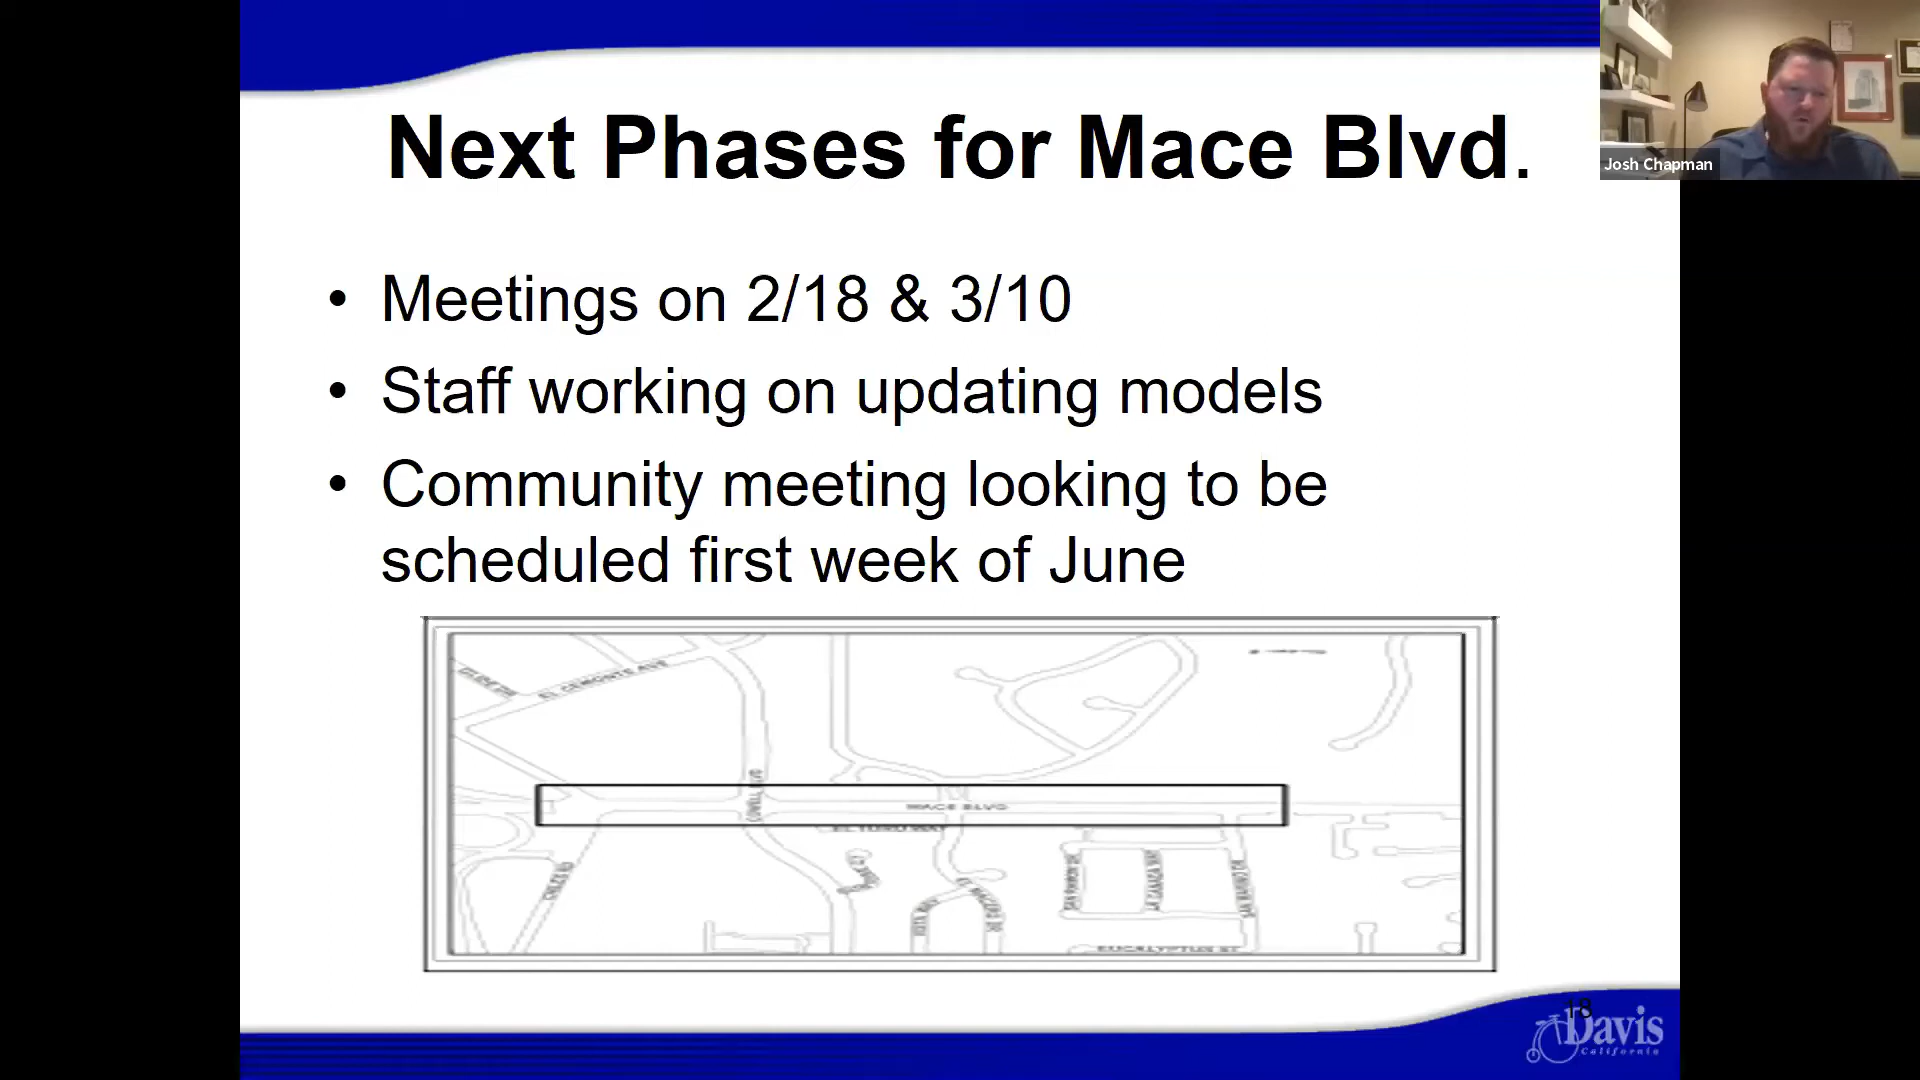 Next Phases for Mace Blvd.
Josh Chapman
• Meetings on 2/18 & 3/10
• Staff working on updating models
• Community meeting looking to be
scheduled first week of June
EL CEMONTE AVE
MACE BLVD
EL TORO WAY
EUCALYPTUS ST
18
Davis
California